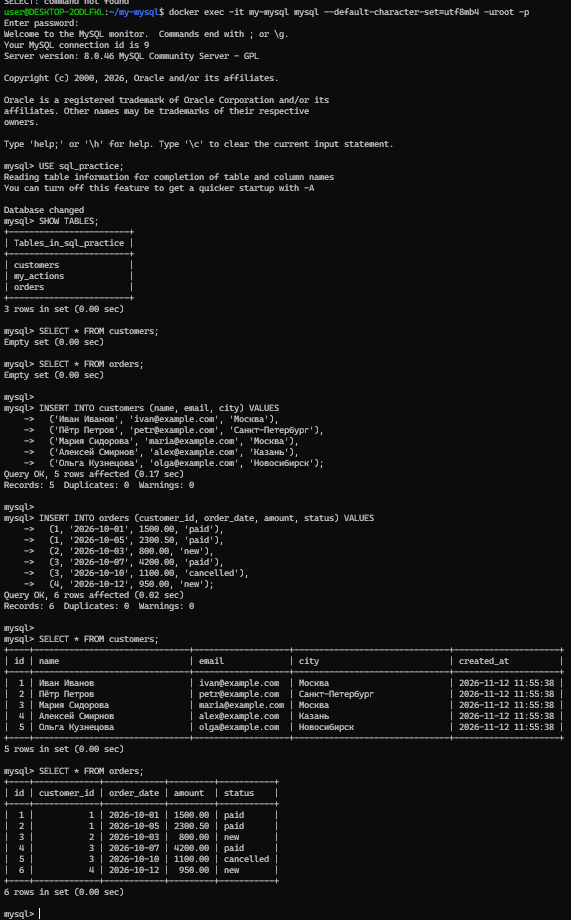 SELECT: command not found
user@DESKTOP-2ODLFKL:~/my-mysql$ docker exec -it my-mysql mysql --default-character-set=utf8mb4 -uroot -p
Enter password:
Welcome to the MySQL monitor.  Commands end with ; or \g.
Your MySQL connection id is 9
Server version: 8.0.46 MySQL Community Server - GPL

Copyright (c) 2000, 2026, Oracle and/or its affiliates.

Oracle is a registered trademark of Oracle Corporation and/or its
affiliates. Other names may be trademarks of their respective
owners.

Type 'help;' or '\h' for help. Type '\c' to clear the current input statement.

mysql> USE sql_practice;
Reading table information for completion of table and column names
You can turn off this feature to get a quicker startup with -A

Database changed
mysql> SHOW TABLES;
+------------------------+
| Tables_in_sql_practice |
+------------------------+
| customers              |
| my_actions             |
| orders                 |
+------------------------+
3 rows in set (0.00 sec)

mysql> SELECT * FROM customers;
Empty set (0.00 sec)

mysql> SELECT * FROM orders;
Empty set (0.00 sec)

mysql>
mysql> INSERT INTO customers (name, email, city) VALUES
    ->   ('Иван Иванов', 'ivan@example.com', 'Москва'),
    ->   ('Пётр Петров', 'petr@example.com', 'Санкт-Петербург'),
    ->   ('Мария Сидорова', 'maria@example.com', 'Москва'),
    ->   ('Алексей Смирнов', 'alex@example.com', 'Казань'),
    ->   ('Ольга Кузнецова', 'olga@example.com', 'Новосибирск');
Query OK, 5 rows affected (0.17 sec)
Records: 5  Duplicates: 0  Warnings: 0

mysql>
mysql> INSERT INTO orders (customer_id, order_date, amount, status) VALUES
    ->   (1, '2026-10-01', 1500.00, 'paid'),
    ->   (1, '2026-10-05', 2300.50, 'paid'),
    ->   (2, '2026-10-03', 800.00, 'new'),
    ->   (3, '2026-10-07', 4200.00, 'paid'),
    ->   (3, '2026-10-10', 1100.00, 'cancelled'),
    ->   (4, '2026-10-12', 950.00, 'new');
Query OK, 6 rows affected (0.02 sec)
Records: 6  Duplicates: 0  Warnings: 0

mysql>
mysql> SELECT * FROM customers;
| id | name | email | city | created_at |
| 1 | Иван Иванов | ivan@example.com | Москва | 2026-11-12 11:55:38 |
| 2 | Пётр Петров | petr@example.com | Санкт-Петербург | 2026-11-12 11:55:38 |
| 3 | Мария Сидорова | maria@example.com | Москва | 2026-11-12 11:55:38 |
| 4 | Алексей Смирнов | alex@example.com | Казань | 2026-11-12 11:55:38 |
| 5 | Ольга Кузнецова | olga@example.com | Новосибирск | 2026-11-12 11:55:38 |
5 rows in set (0.00 sec)

mysql> SELECT * FROM orders;
| id | customer_id | order_date | amount | status |
| 1 | 1 | 2026-10-01 | 1500.00 | paid |
| 2 | 1 | 2026-10-05 | 2300.50 | paid |
| 3 | 2 | 2026-10-03 | 800.00 | new |
| 4 | 3 | 2026-10-07 | 4200.00 | paid |
| 5 | 3 | 2026-10-10 | 1100.00 | cancelled |
| 6 | 4 | 2026-10-12 | 950.00 | new |
6 rows in set (0.00 sec)

mysql>